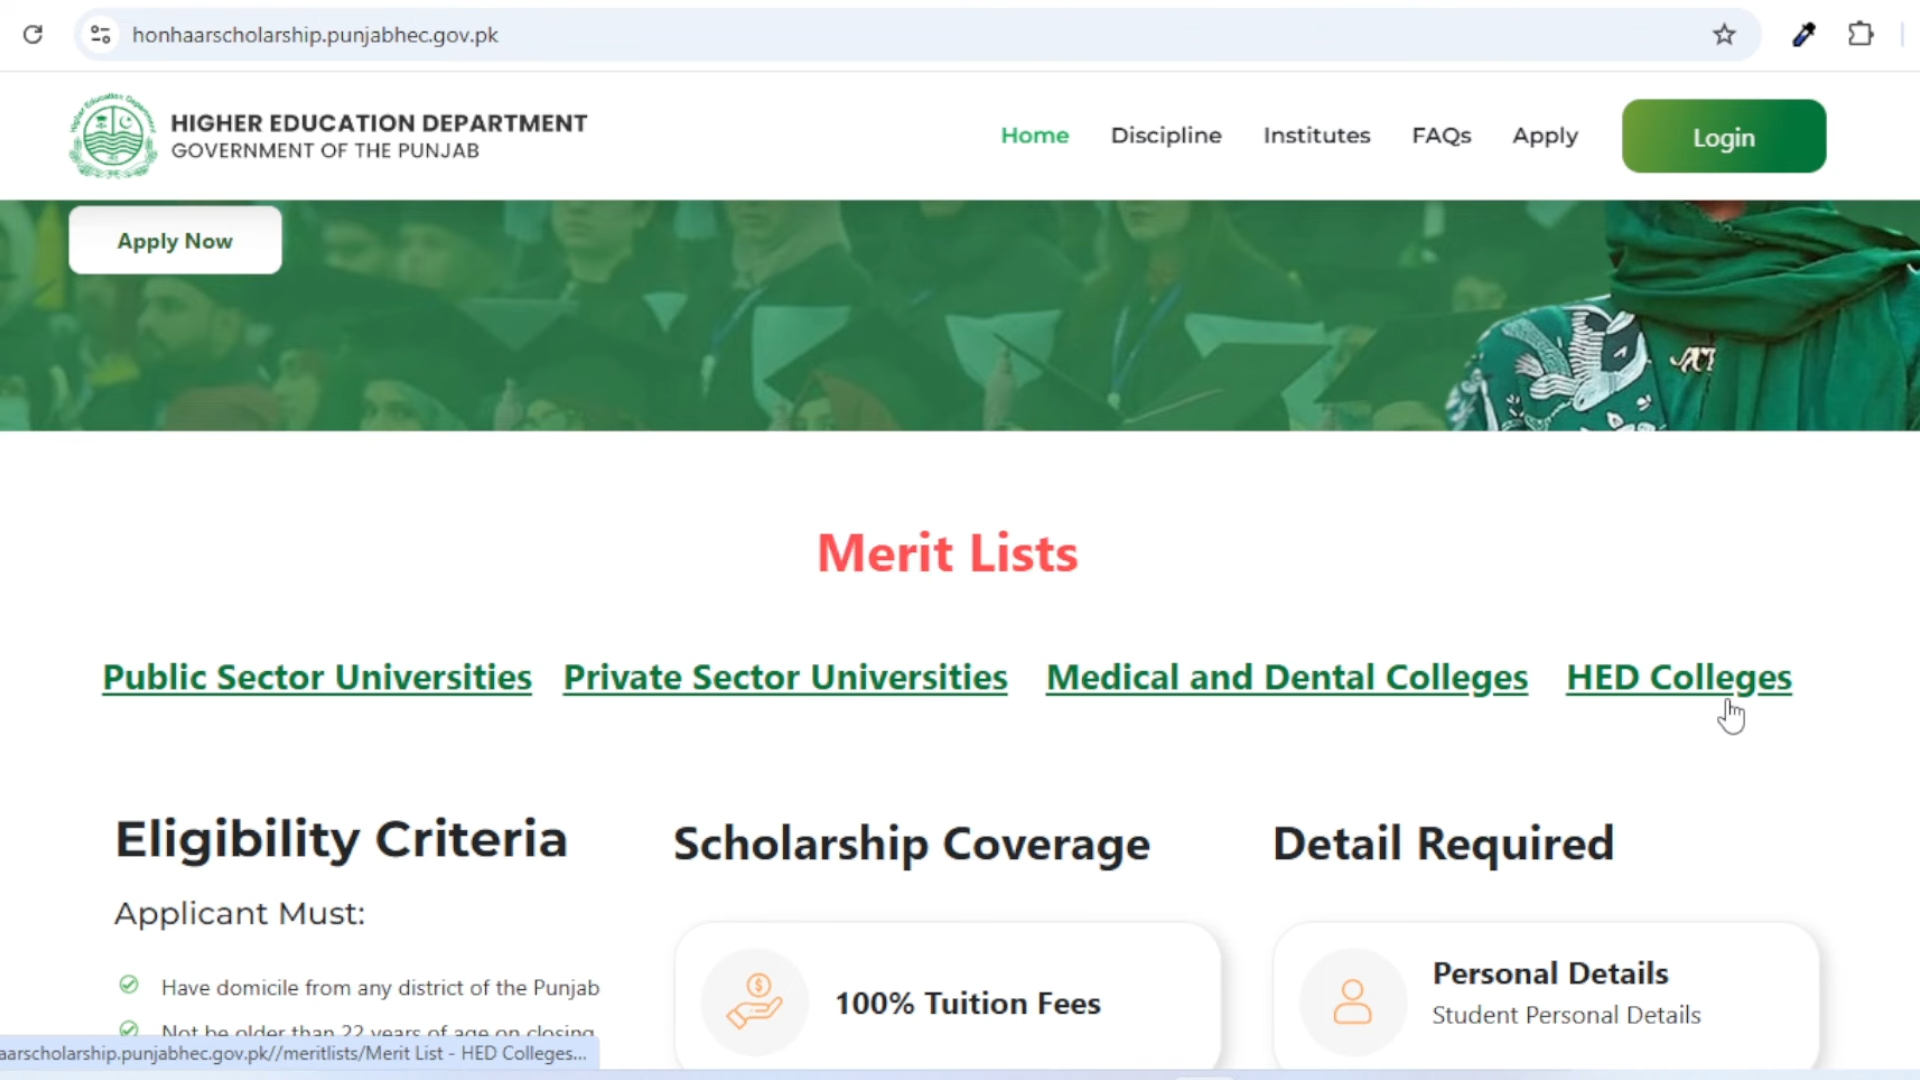 honhaarscholarship.punjabhec.gov.pk
HIGHER EDUCATION DEPARTMENT
GOVERNMENT OF THE PUNJAB
Home Discipline Institutes FAQs Apply Login
Apply Now
Merit Lists
Public Sector Universities Private Sector Universities Medical and Dental Colleges HED Colleges
Eligibility Criteria
Applicant Must:
Have domicile from any district of the Punjab
Not be older than 22 years of age on closing
Scholarship Coverage
100% Tuition Fees
Detail Required
Personal Details
Student Personal Details
aarscholarship.punjabhec.gov.pk//meritlists/Merit List - HED Colleges...